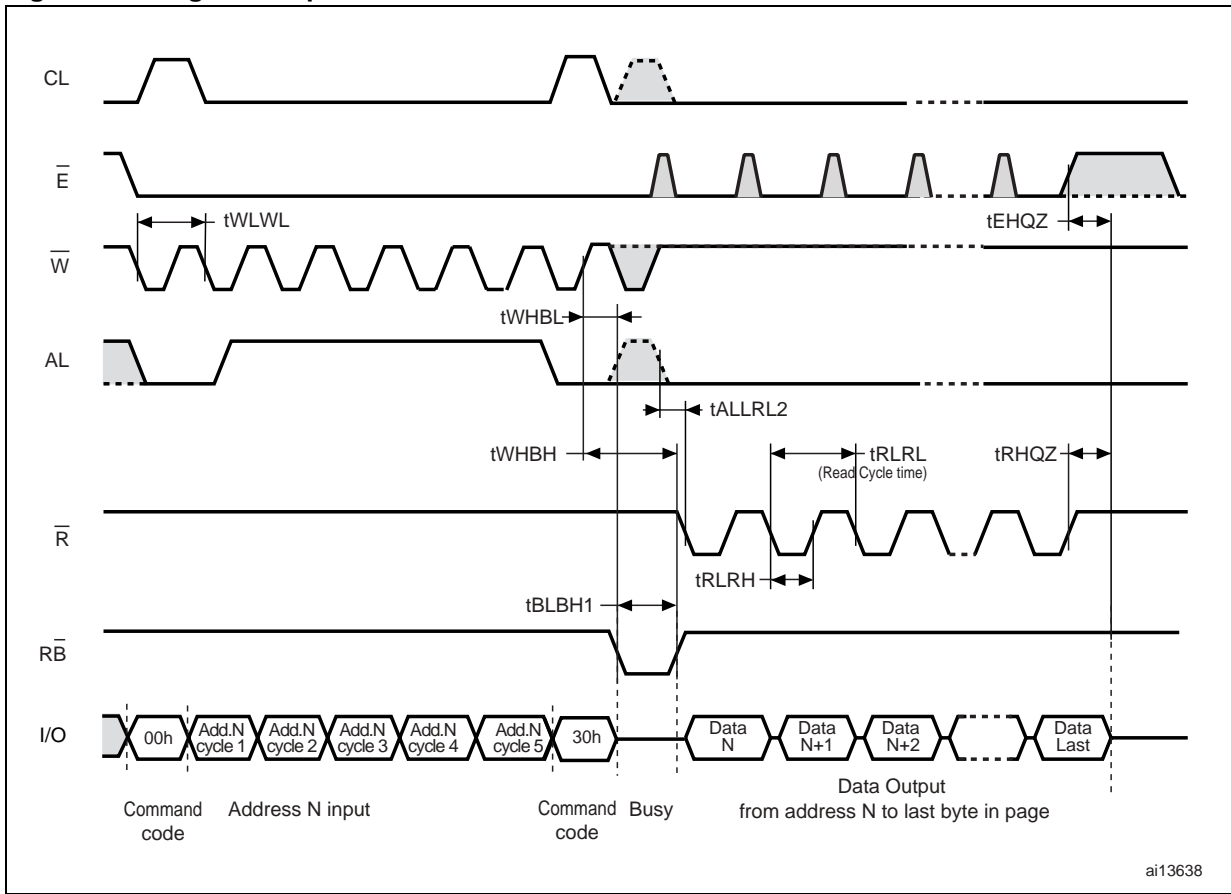 CL
E
tWLWL
tEHQZ
W
tWHBL
AL
tALLRL2
tWHBH
tRLRL
(Read Cycle time)
tRHQZ
R
tRLRH
tBLBH1
RB
I/O
00h
Add.N
cycle 1
Add.N
cycle 2
Add.N
cycle 3
Add.N
cycle 4
Add.N
cycle 5
30h
Data
N
Data
N+1
Data
N+2
Data
Last
Command
code
Address N input
Command
code
Busy
Data Output
from address N to last byte in page
ai13638